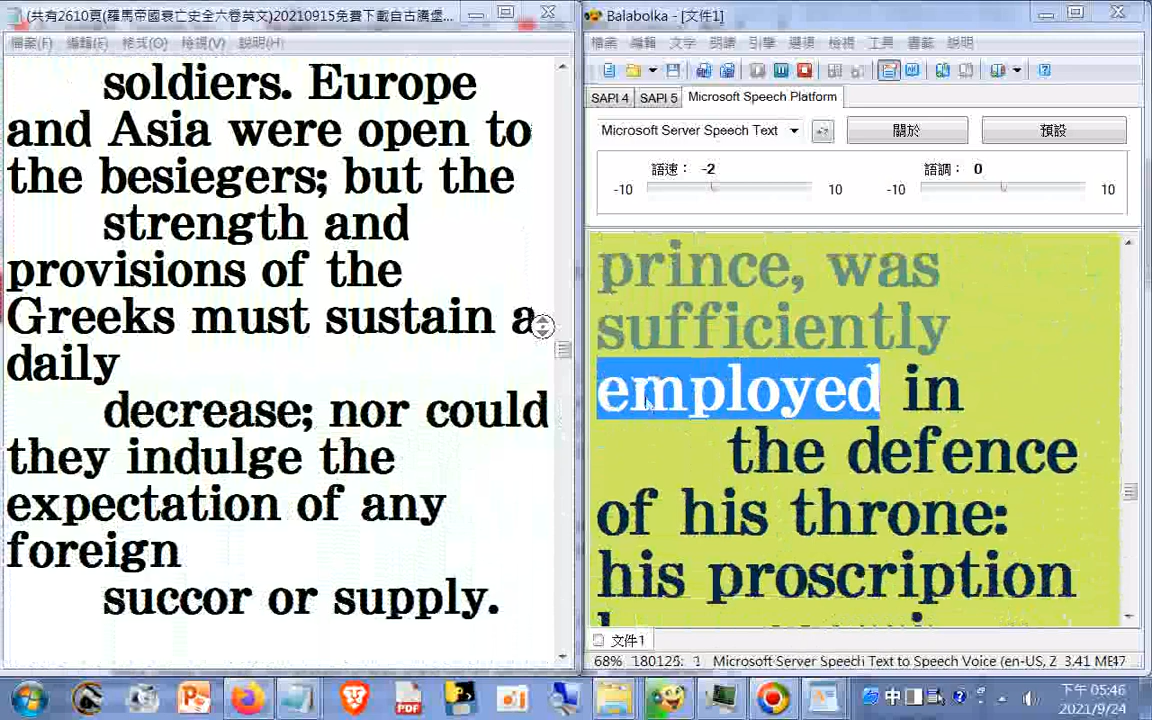 (共有2610頁(羅馬帝國衰亡史全六卷英文)20210915免費下載自古騰堡...
檔案(F) 編輯(E) 格式(O) 檢視(V) 說明(H)
soldiers. Europe
and Asia were open to
the besiegers; but the
strength and
provisions of the
Greeks must sustain a
daily
decrease; nor could
they indulge the
expectation of any
foreign
succor or supply.
Balabolka - [文件1]
檔案 編輯 文字 朗讀 引擎 選項 檢視 工具 書籤 說明
SAPI 4 SAPI 5 Microsoft Speech Platform
Microsoft Server Speech Text
關於
預設
語速： -2
語調： 0
-10 10 -10 10
prince, was
sufficiently
employed in
the defence
of his throne:
his proscription
文件1
68% 180125: 1 Microsoft Server Speech Text to Speech Voice (en-US, Z 3.41 ME47
中
下午 05:46
2021/9/24